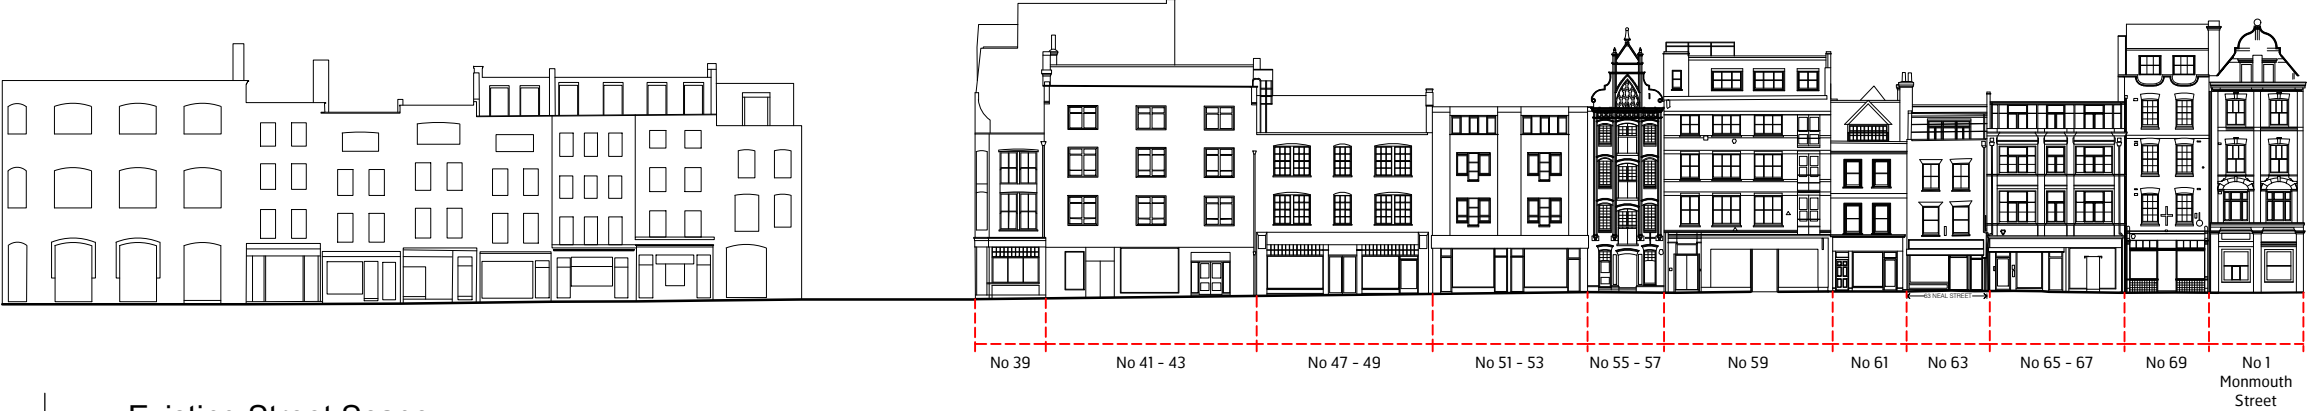 63 NEAL STREET
No 39
No 41 - 43
No 47 - 49
No 51 - 53
No 55 - 57
No 59
No 61
No 63
No 65 - 67
No 69
No 1
Monmouth
Street
Existing Street Scene